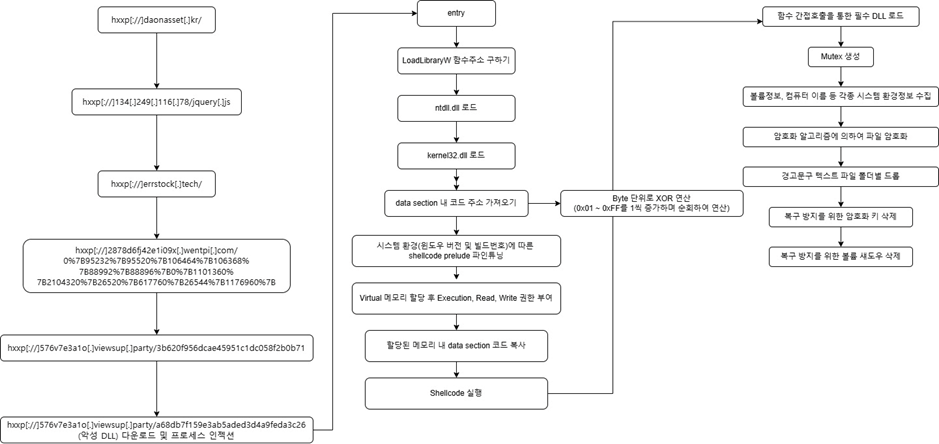 hxxp[://]daonasset[.]kr/
hxxp[://]134[.]249[.]116[.]78/jquery[.]js
hxxp[://]errstock[.]tech/
hxxp[://]2878d6fj42e1i09x[.]wentpi[.]com/
0%7B95232%7B95520%7B106464%7B106368%
7B88992%7B88896%7B0%7B1101360%
7B2104320%7B26520%7B617760%7B26544%7B1176960%7B
hxxp[://]576v7e3a1o[.]viewsup[.]party/3b620f956dcae45951c1dc058f2b0b71
hxxp[://]576v7e3a1o[.]viewsup[.]party/a68db7f159e3ab5aded3d4a9feda3c26
(악성 DLL) 다운로드 및 프로세스 인젝션
entry
LoadLibraryW 함수주소 구하기
ntdll.dll 로드
kernel32.dll 로드
data section 내 코드 주소 가져오기
Byte 단위로 XOR 연산
(0x01 ~ 0xFF를 1씩 증가하며 순회하여 연산)
시스템 환경(윈도우 버전 및 빌드번호)에 따른
shellcode prelude 파인튜닝
Virtual 메모리 할당 후 Execution, Read, Write 권한 부여
할당된 메모리 내 data section 코드 복사
Shellcode 실행
함수 간접호출을 통한 필수 DLL 로드
Mutex 생성
볼륨정보, 컴퓨터 이름 등 각종 시스템 환경정보 수집
암호화 알고리즘에 의하여 파일 암호화
경고문구 텍스트 파일 폴더별 드롭
복구 방지를 위한 암호화 키 삭제
복구 방지를 위한 볼륨 섀도우 삭제